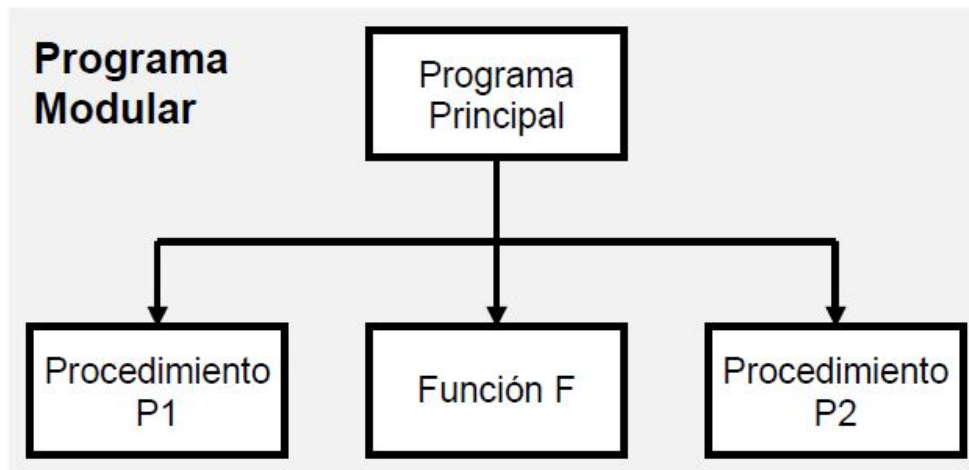 Programa
Modular
Programa
Principal
Procedimiento
P1
Función F
Procedimiento
P2